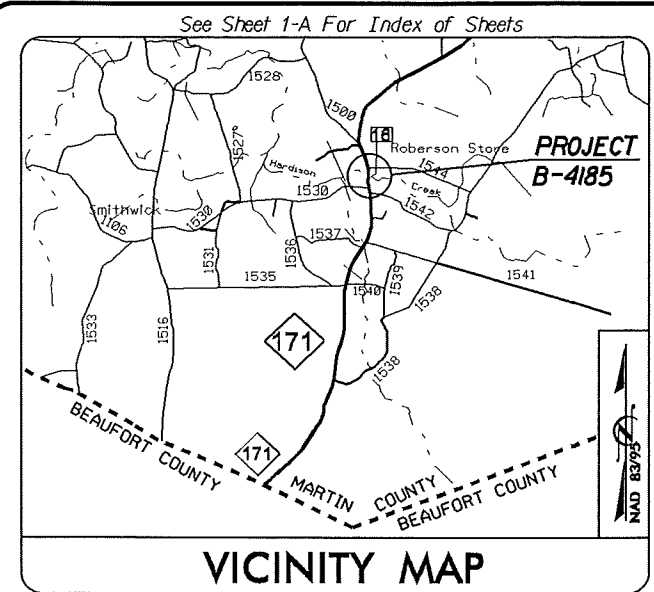 See Sheet 1-A For Index of Sheets
1528
1500
1527
18
Roberson Store
PROJECT
B-4185
Hardison
1544
1530
Creek
Smithwick
1530
1542
1106
1537
1531
1536
1539
1541
1535
1540
1538
1533
1516
171
1538
BEAUFORT COUNTY
171
MARTIN COUNTY
BEAUFORT COUNTY
NAD 83/95
VICINITY MAP